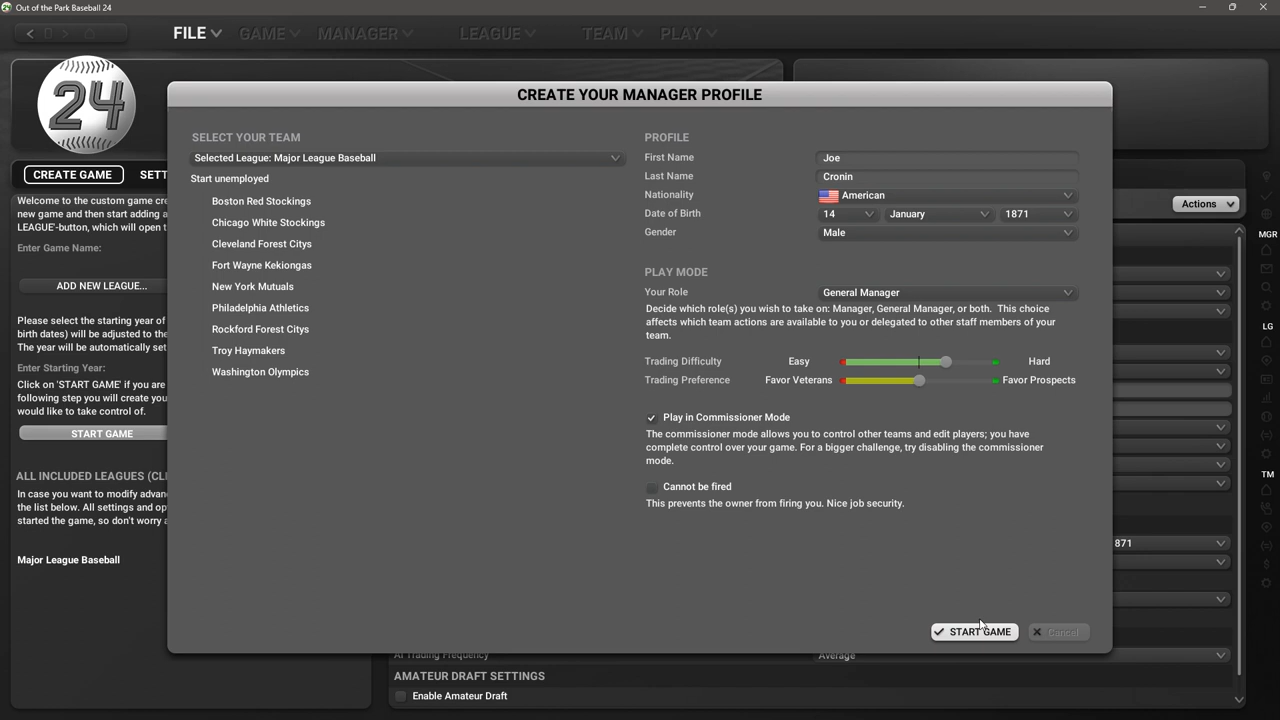 Out of the Park Baseball 24
FILE
GAME
MANAGER
LEAGUE
TEAM
PLAY
24
CREATE YOUR MANAGER PROFILE
SELECT YOUR TEAM
Selected League: Major League Baseball
Start unemployed
Boston Red Stockings
Chicago White Stockings
Cleveland Forest Citys
Fort Wayne Kekiongas
New York Mutuals
Philadelphia Athletics
Rockford Forest Citys
Troy Haymakers
Washington Olympics
PROFILE
First Name Joe
Last Name Cronin
Nationality American
Date of Birth 14 January 1871
Gender Male
PLAY MODE
Your Role General Manager
Decide which role(s) you wish to take on: Manager, General Manager, or both. This choice
affects which team actions are available to you or delegated to other staff members of your
team.
Trading Difficulty Easy Hard
Trading Preference Favor Veterans Favor Prospects
Play in Commissioner Mode
The commissioner mode allows you to control other teams and edit players; you have
complete control over your game. For a bigger challenge, try disabling the commissioner
mode.
Cannot be fired
This prevents the owner from firing you. Nice job security.
START GAME
Cancel
CREATE GAME
SETT
Welcome to the custom game cre
new game and then start adding a
LEAGUE'-button, which will open t
Enter Game Name:
ADD NEW LEAGUE...
Please select the starting year of
birth dates) will be adjusted to the
The year will be automatically set
Enter Starting Year:
Click on 'START GAME' if you are
following step you will create you
would like to take control of.
START GAME
ALL INCLUDED LEAGUES (CLI
In case you want to modify advan
the list below. All settings and op
started the game, so don't worry a
Major League Baseball
Actions
871
AI Trading Frequency Average
AMATEUR DRAFT SETTINGS
Enable Amateur Draft
MGR
LG
TM